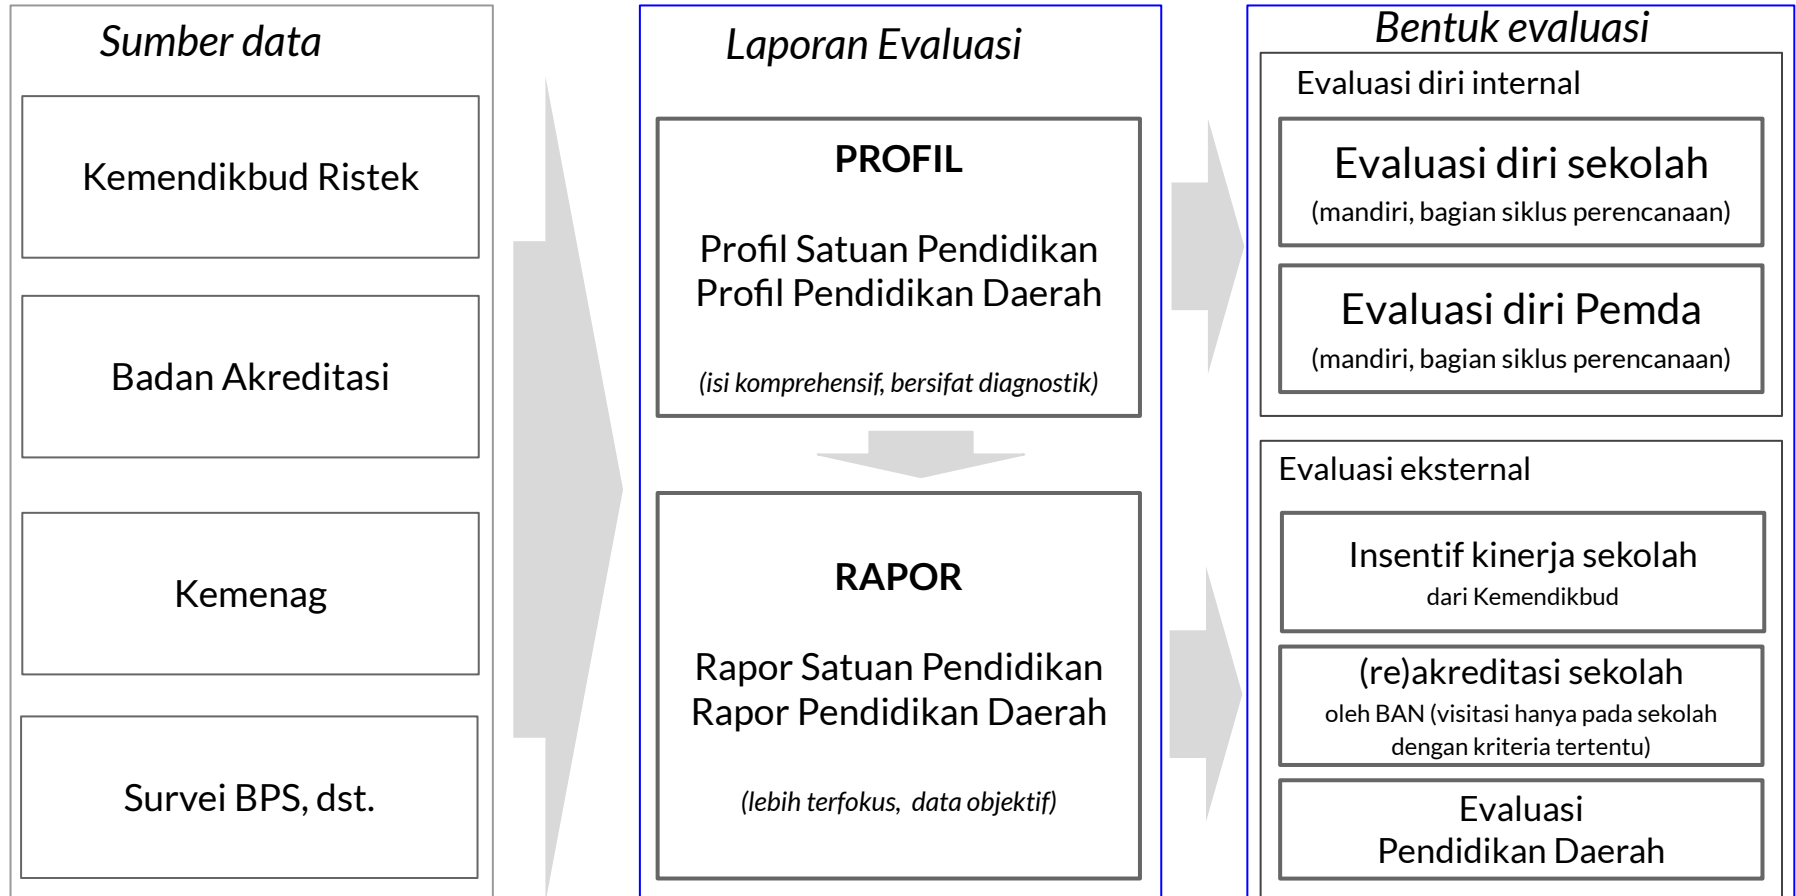 Sumber data
Kemendikbud Ristek
Badan Akreditasi
Kemenag
Survei BPS, dst.
Laporan Evaluasi
PROFIL
Profil Satuan Pendidikan
Profil Pendidikan Daerah
(isi komprehensif, bersifat diagnostik)
RAPOR
Rapor Satuan Pendidikan
Rapor Pendidikan Daerah
(lebih terfokus, data objektif)
Bentuk evaluasi
Evaluasi diri internal
Evaluasi diri sekolah
(mandiri, bagian siklus perencanaan)
Evaluasi diri Pemda
(mandiri, bagian siklus perencanaan)
Evaluasi eksternal
Insentif kinerja sekolah
dari Kemendikbud
(re)akreditasi sekolah
oleh BAN (visitasi hanya pada sekolah
dengan kriteria tertentu)
Evaluasi
Pendidikan Daerah